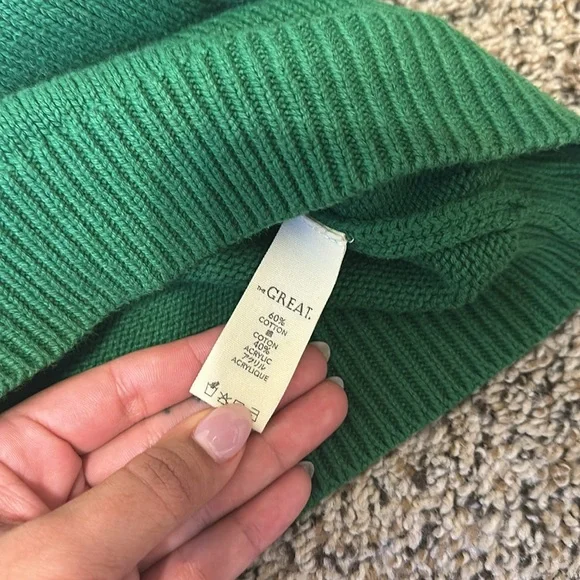 THE GREAT.
60%
COTTON
綿
COTON
40%
ACRYLIC
アクリル
ACRYLIQUE